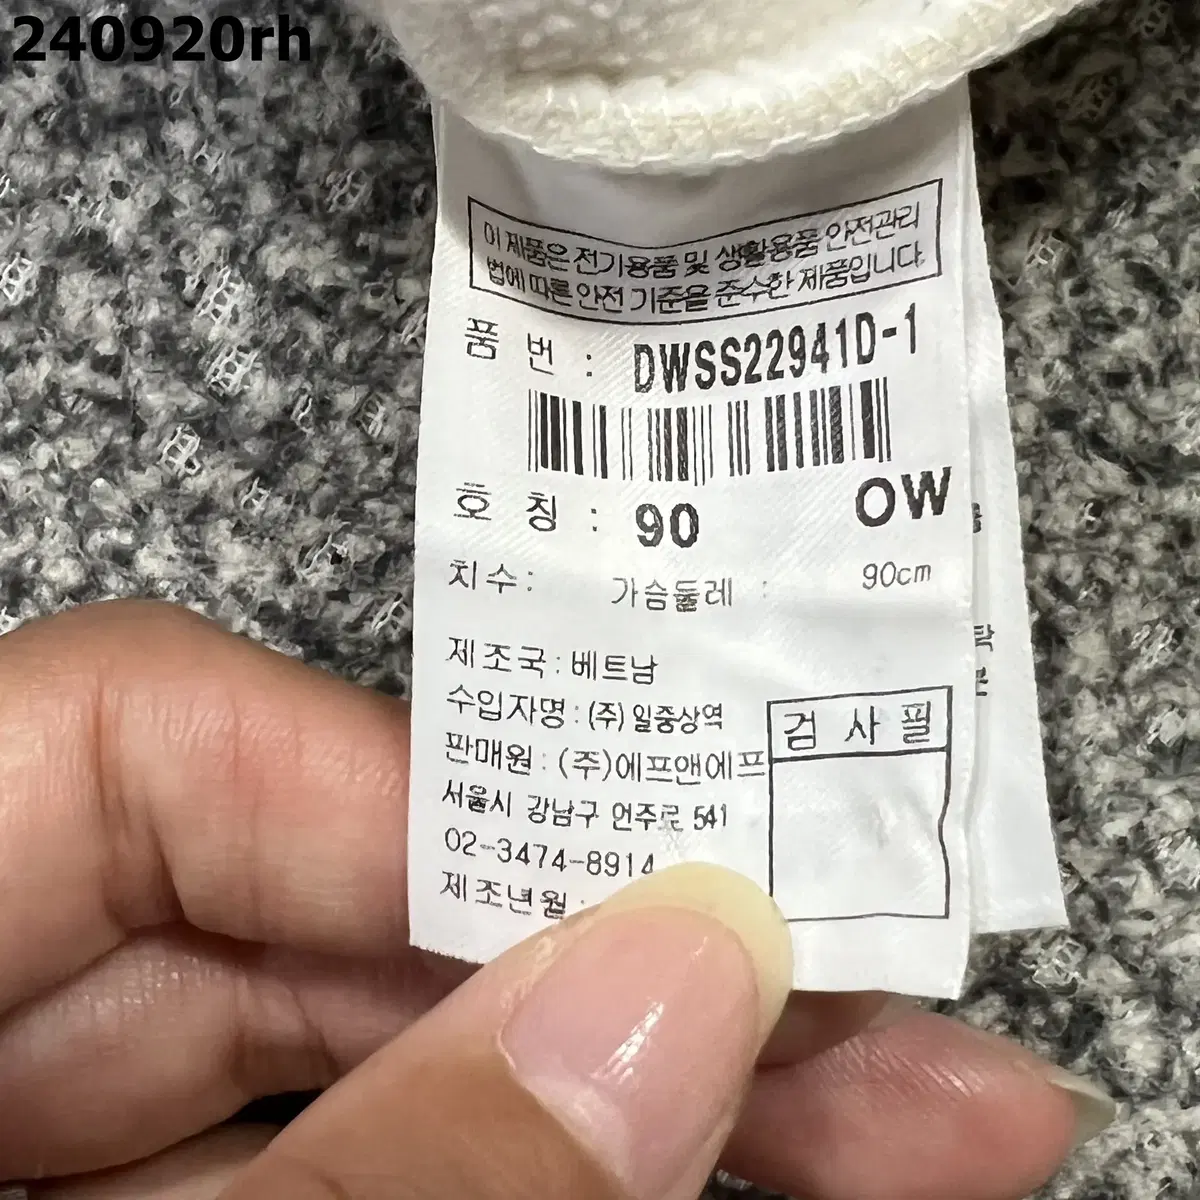 240920rh
이 제품은 전기용품 및 생활용품 안전관리
법에 따른 안전 기준을 준수한 제품입니다.
품 번 : DWSS22941D-1
호 칭 : 90 OW
치수: 가슴둘레 : 90cm
제조국 : 베트남
수입자명 : (주) 일중상역
판매원 : (주)에프앤에프
서울시 강남구 언주로 541
02-3474-8914
제조년월 :
검 사 필